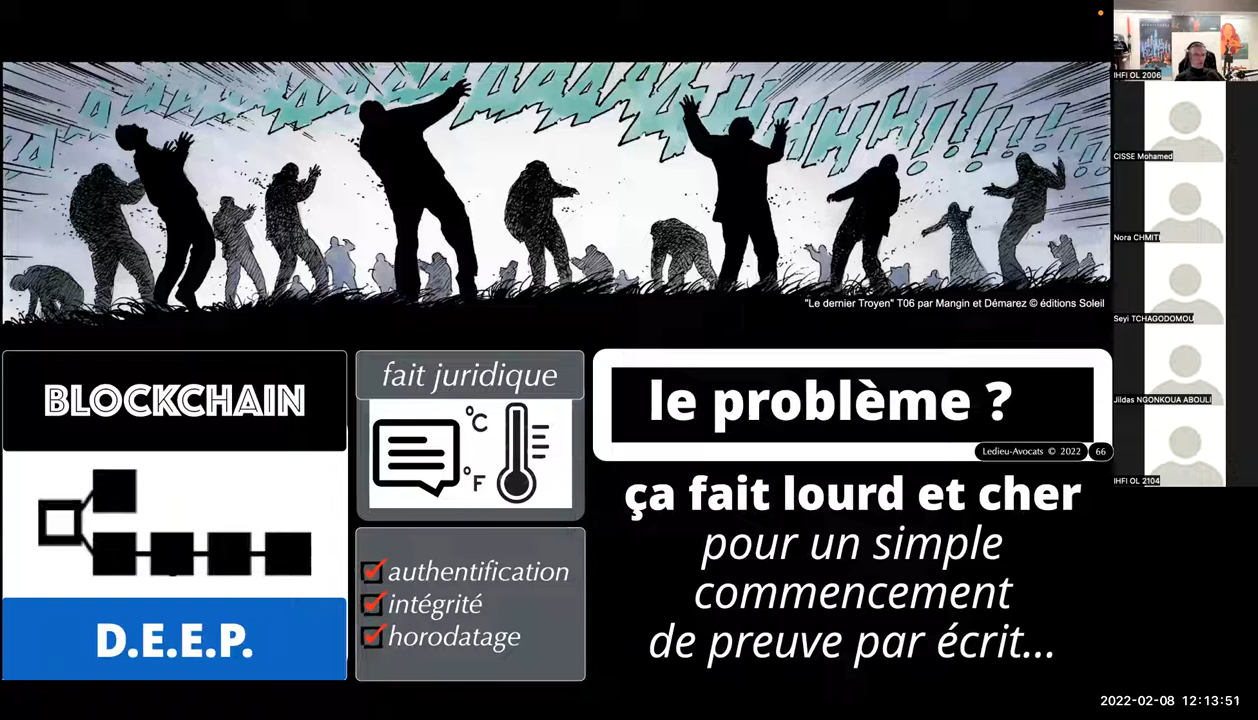 AAAAAAAAAAAAAHHHH!!!!!
"Le dernier Troyen" T06 par Mangin et Démarez © éditions Soleil
BLOCKCHAIN
D.E.E.P.
fait juridique
°C
°F
authentification
intégrité
horodatage
le problème ?
Ledieu-Avocats © 2022 66
ça fait lourd et cher
pour un simple
commencement
de preuve par écrit...
IHFI OL 2006
CISSE Mohamed
Nora CHMITI
Seyi TCHAGODOMOU
Jildas NGONKOUA ABOULI
IHFI OL 2104
2022-02-08 12:13:51